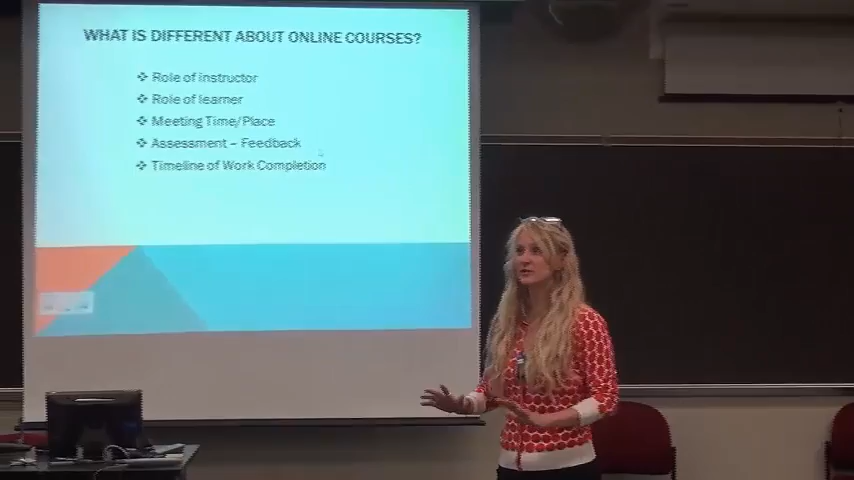 WHAT IS DIFFERENT ABOUT ONLINE COURSES?
❖ Role of instructor
❖ Role of learner
❖ Meeting Time/Place
❖ Assessment – Feedback
❖ Timeline of Work Completion